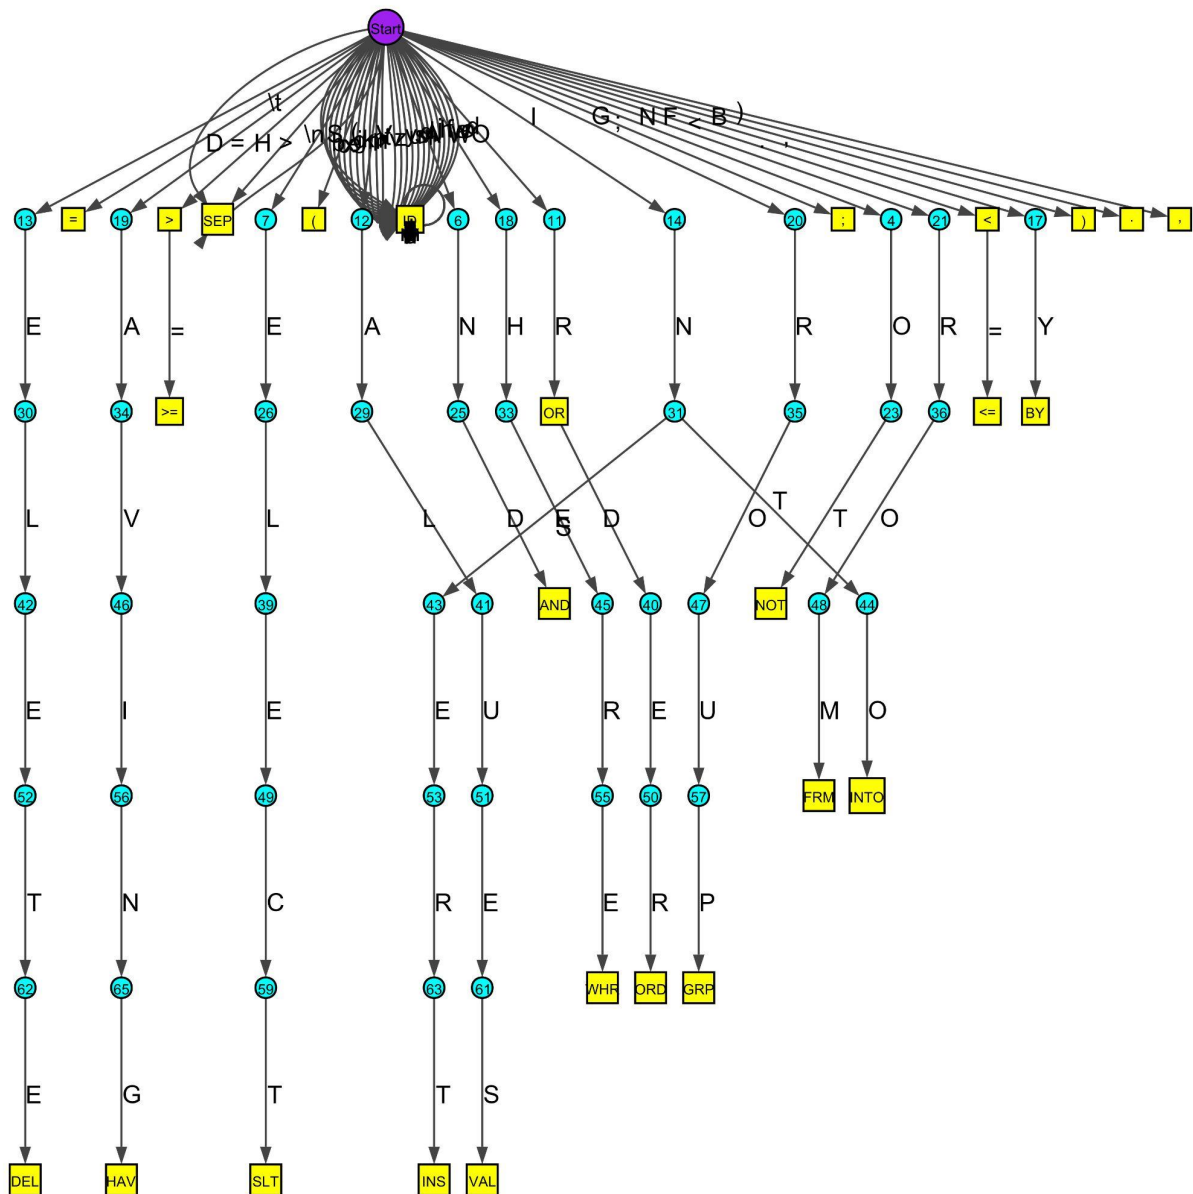 Start
\t
I G ; N F < B )
D = H > \n S ( O . ,
13 = 19 > SEP 7 ( 12 ID 6 18 11 14 20 ; 4 21 < 17 ) . ,
E A = E A N H R N R O R = Y
30 34 >= 26 29 25 33 OR 31 35 23 36 <= BY
T
L V L L D E S D O T O
42 46 39 43 41 AND 45 40 47 NOT 48 44
E I E E U R E U M O
52 56 49 53 51 55 50 57 FRM INTO
T N C R E E R P
62 65 59 63 61 WHR ORD GRP
E G T T S
DEL HAV SLT INS VAL